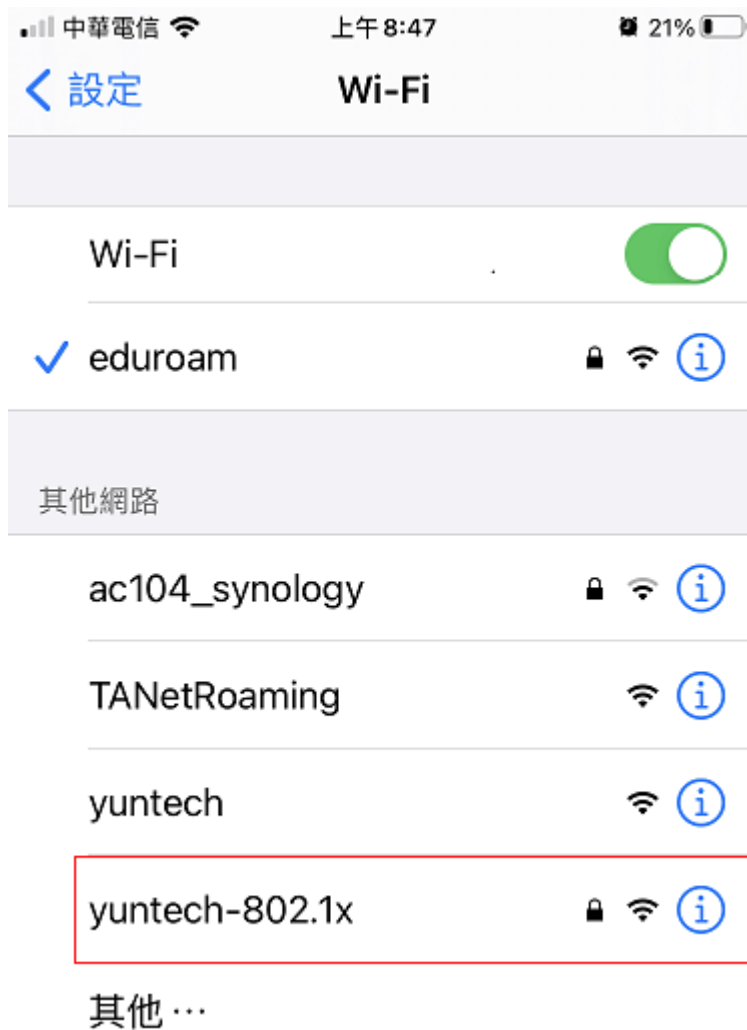 中華電信 上午8:47 21%
設定 Wi-Fi
Wi-Fi
eduroam
其他網路
ac104_synology
TANetRoaming
yuntech
yuntech-802.1x
其他 ⋯